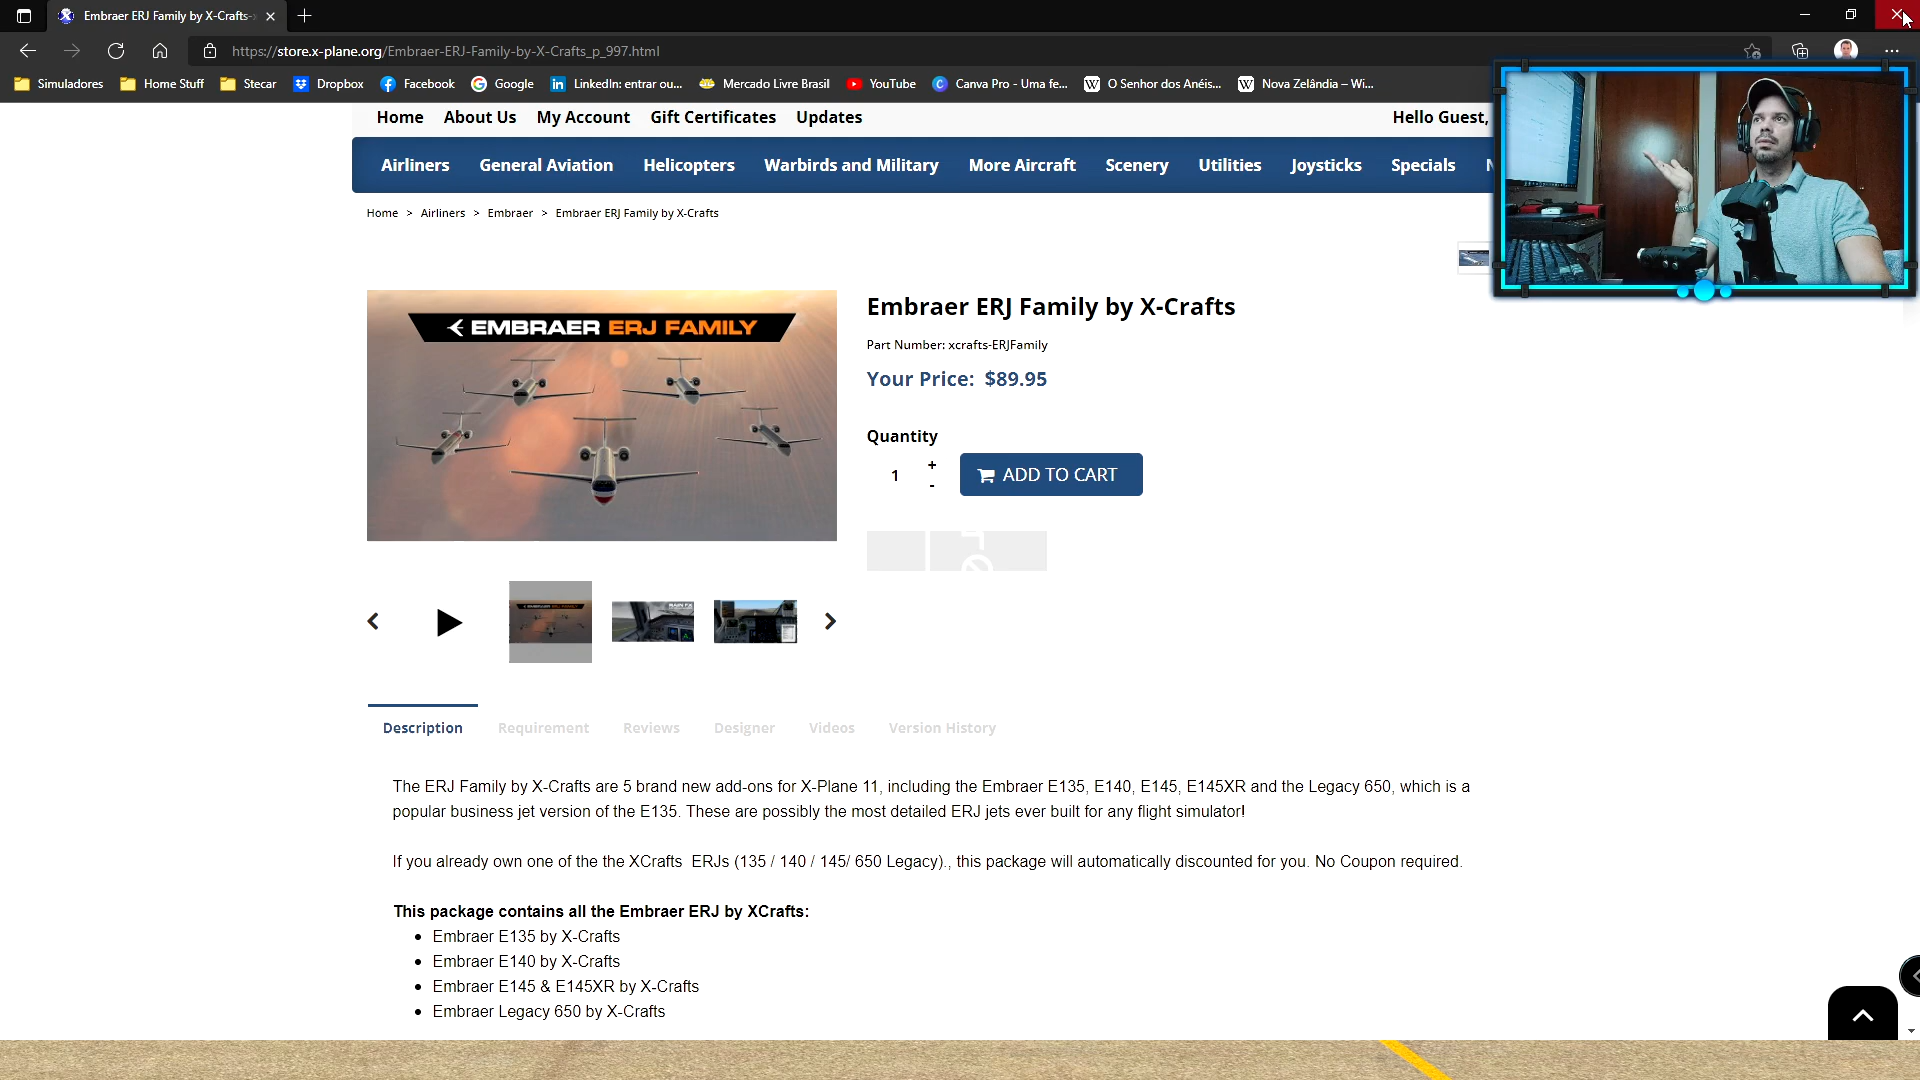 Embraer ERJ Family by X-Crafts-
https://store.x-plane.org/Embraer-ERJ-Family-by-X-Crafts_p_997.html
Simuladores Home Stuff Stecar Dropbox Facebook Google LinkedIn: entrar ou... Mercado Livre Brasil YouTube Canva Pro - Uma fe... O Senhor dos Anéis... Nova Zelândia – Wi...
Home About Us My Account Gift Certificates Updates Hello Guest,
Airliners General Aviation Helicopters Warbirds and Military More Aircraft Scenery Utilities Joysticks Specials
Home > Airliners > Embraer > Embraer ERJ Family by X-Crafts
EMBRAER ERJ FAMILY
Embraer ERJ Family by X-Crafts
Part Number: xcrafts-ERJFamily
Your Price: $89.95
Quantity
1 + -
ADD TO CART
RAIN FX
Description Requirement Reviews Designer Videos Version History
The ERJ Family by X-Crafts are 5 brand new add-ons for X-Plane 11, including the Embraer E135, E140, E145, E145XR and the Legacy 650, which is a
popular business jet version of the E135. These are possibly the most detailed ERJ jets ever built for any flight simulator!
If you already own one of the the XCrafts ERJs (135 / 140 / 145/ 650 Legacy)., this package will automatically discounted for you. No Coupon required.
This package contains all the Embraer ERJ by XCrafts:
• Embraer E135 by X-Crafts
• Embraer E140 by X-Crafts
• Embraer E145 & E145XR by X-Crafts
• Embraer Legacy 650 by X-Crafts